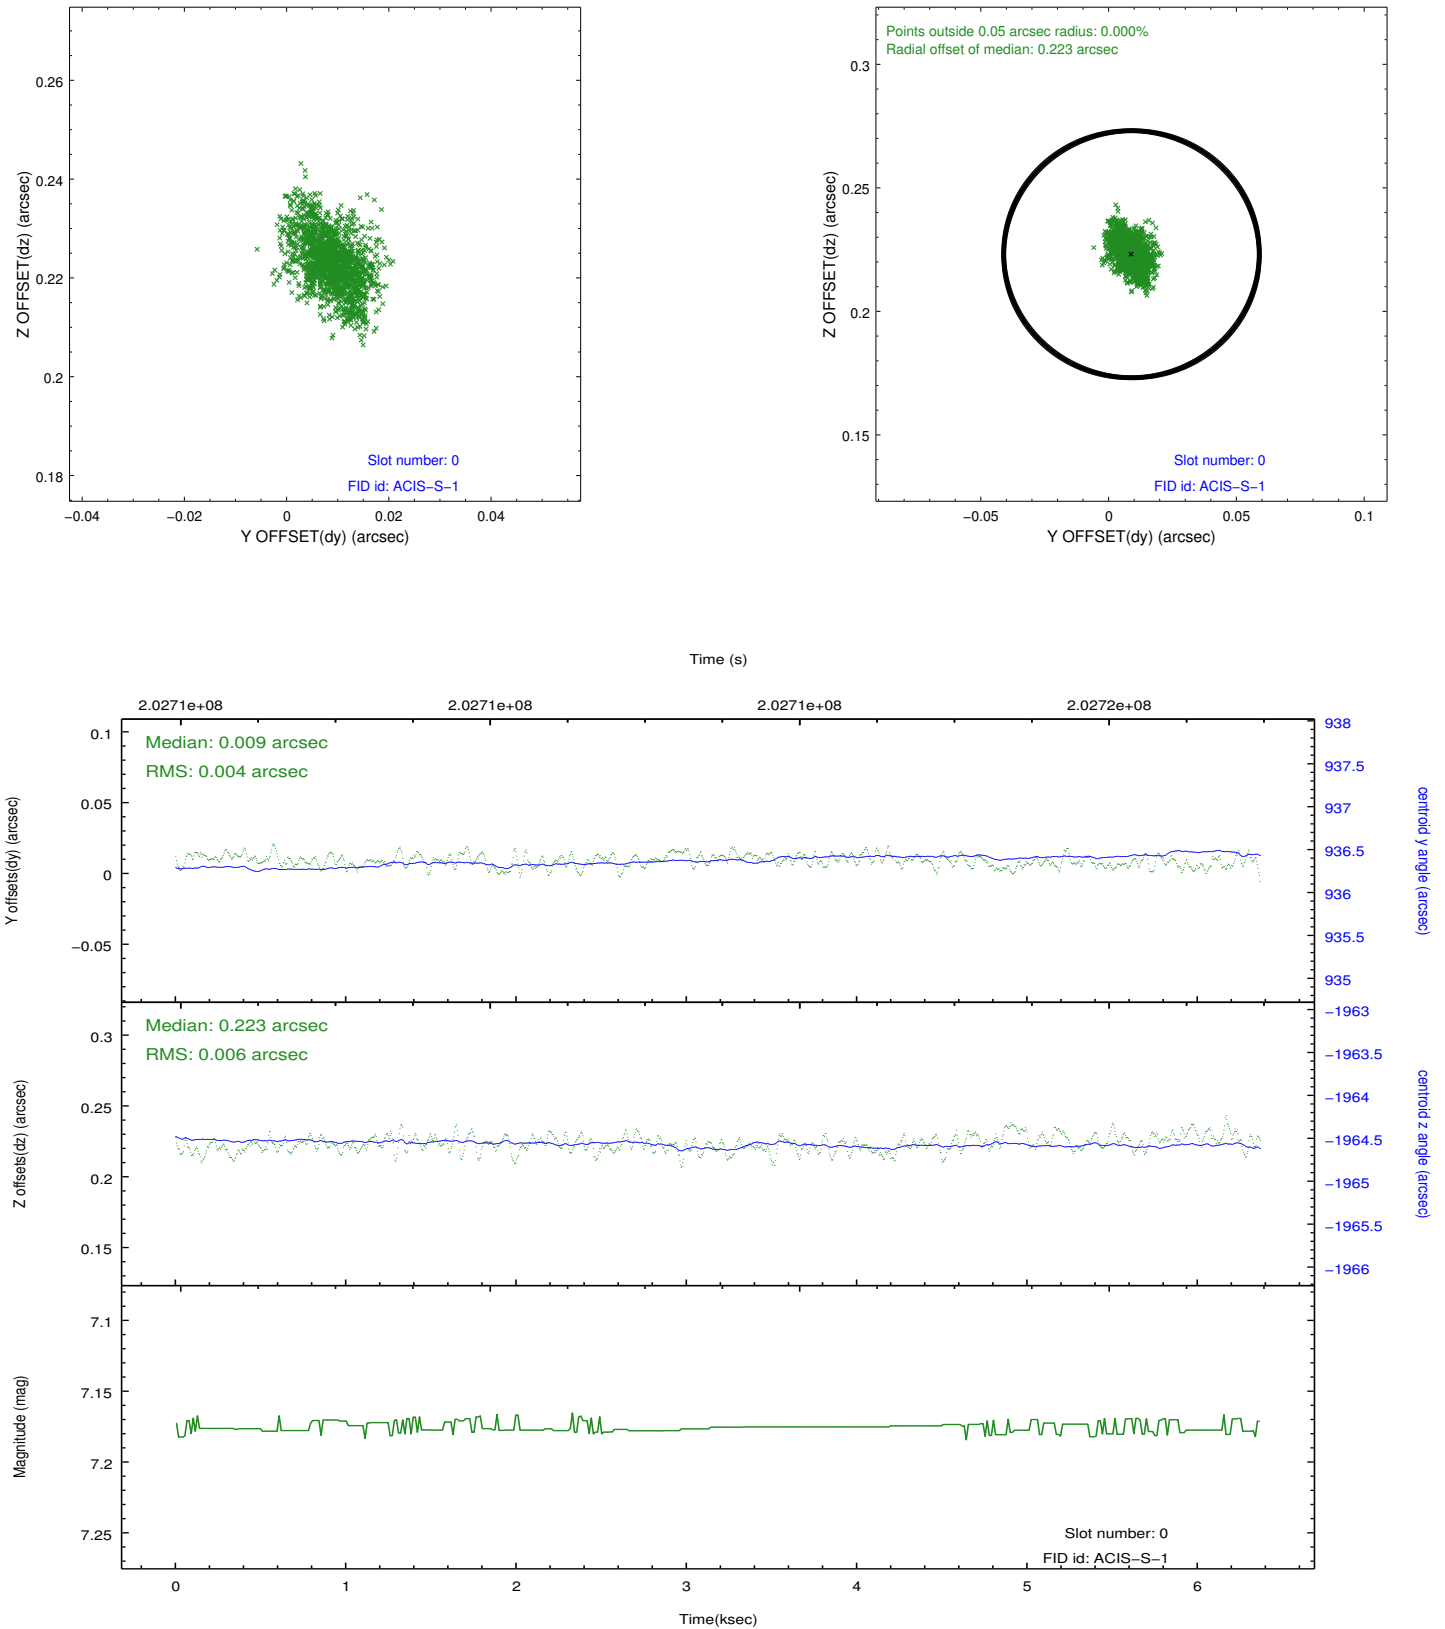 0.26
0.24
0.22
0.2
0.18
Z OFFSET(dz) (arcsec)
Slot number: 0
FID id: ACIS−S−1
−0.04
−0.02
0
0.02
0.04
Y OFFSET(dy) (arcsec)
Points outside 0.05 arcsec radius: 0.000%
Radial offset of median: 0.223 arcsec
0.3
0.25
0.2
0.15
Z OFFSET(dz) (arcsec)
Slot number: 0
FID id: ACIS−S−1
−0.05
0
0.05
0.1
Y OFFSET(dy) (arcsec)
Time (s)
2.0271e+08
2.0271e+08
2.0271e+08
2.0272e+08
Median: 0.009 arcsec
RMS: 0.004 arcsec
0.1
0.05
0
−0.05
Y offsets(dy) (arcsec)
938
937.5
937
936.5
936
935.5
935
centroid y angle (arcsec)
Median: 0.223 arcsec
RMS: 0.006 arcsec
0.3
0.25
0.2
0.15
Z offsets(dz) (arcsec)
−1963
−1963.5
−1964
−1964.5
−1965
−1965.5
−1966
centroid z angle (arcsec)
7.1
7.15
7.2
7.25
Magnitude (mag)
Slot number: 0
FID id: ACIS−S−1
0
1
2
3
4
5
6
Time(ksec)